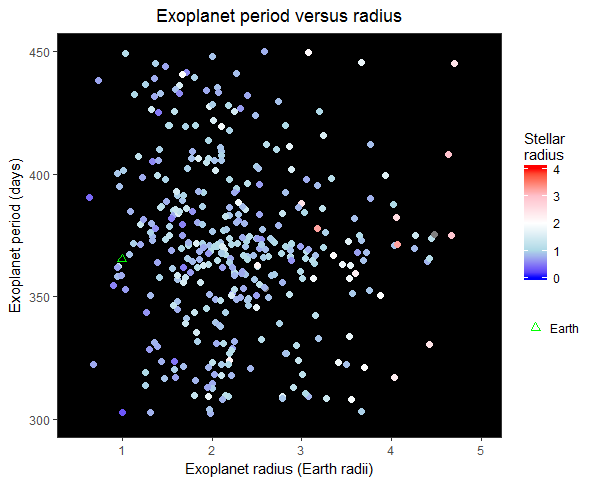 Exoplanet period versus radius
Exoplanet period (days)
450
400
350
300
1 2 3 4 5
Exoplanet radius (Earth radii)
Stellar
radius
4
3
2
1
0
Earth